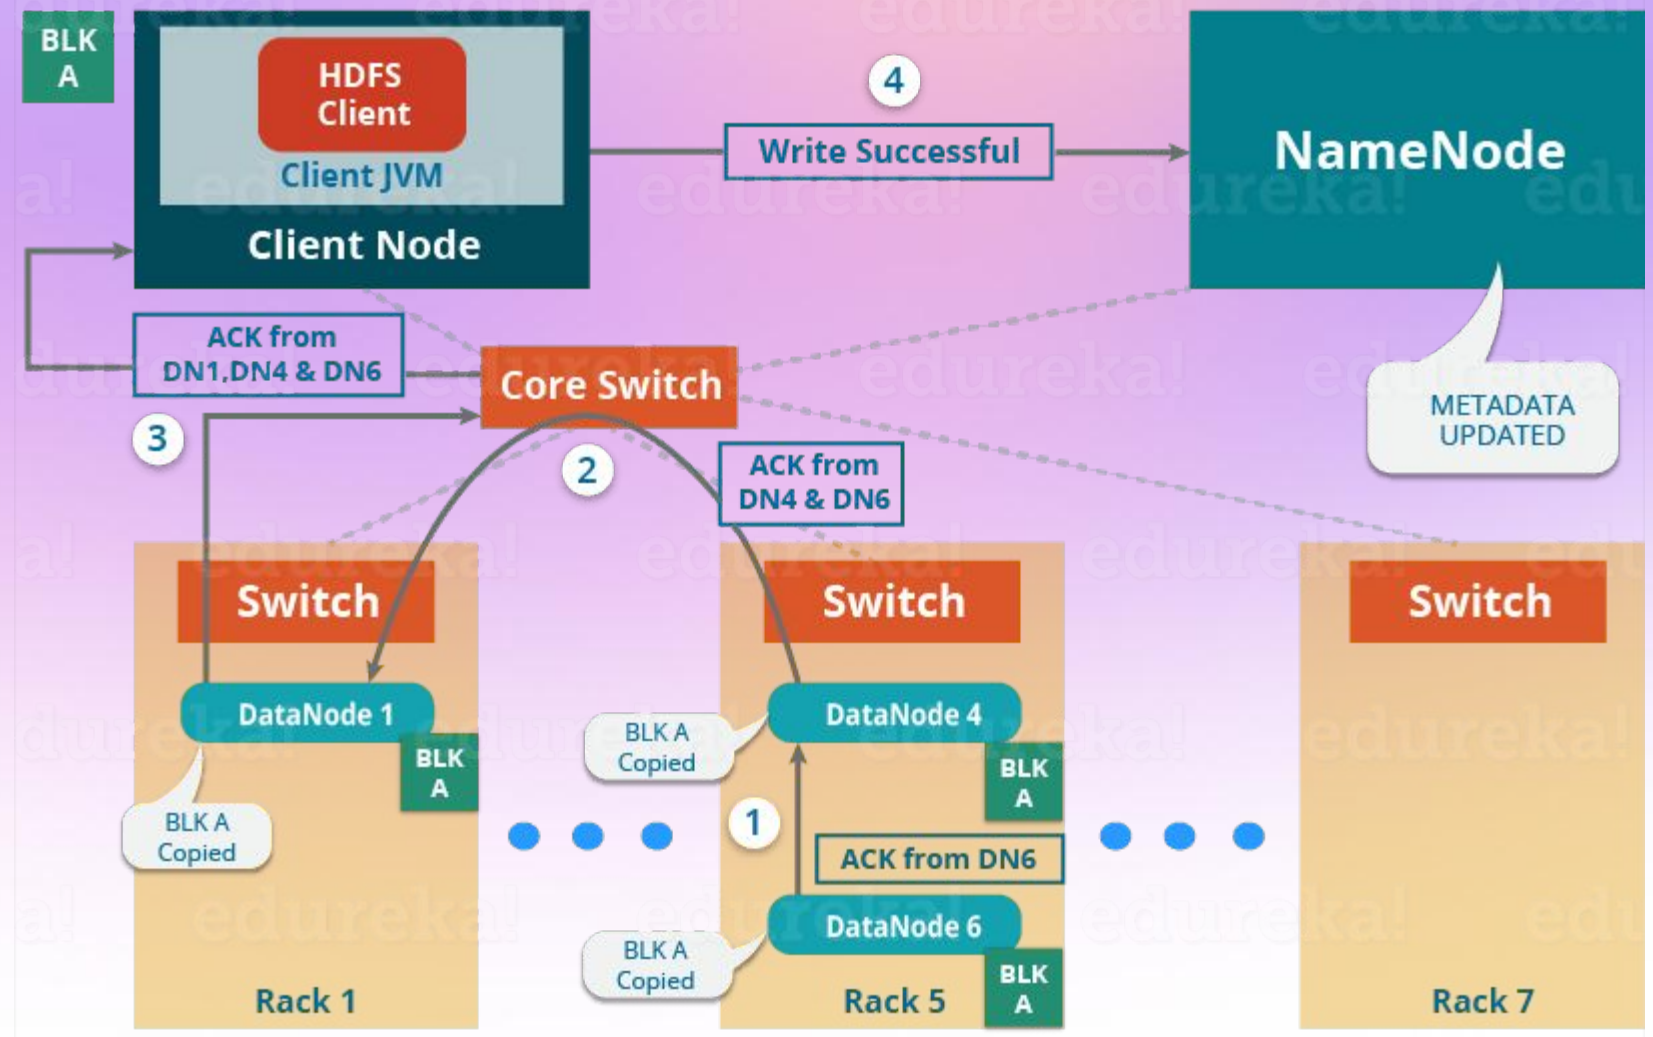 BLK
A
HDFS
Client
Client JVM
Client Node
4
Write Successful
NameNode
ACK from
DN1,DN4 & DN6
Core Switch
METADATA
UPDATED
3
2
ACK from
DN4 & DN6
Switch
Switch
Switch
DataNode 1
BLK
A
BLK A
Copied
DataNode 4
BLK A
Copied
BLK
A
1
ACK from DN6
DataNode 6
BLK A
Copied
BLK
A
Rack 1
Rack 5
Rack 7
edureka!